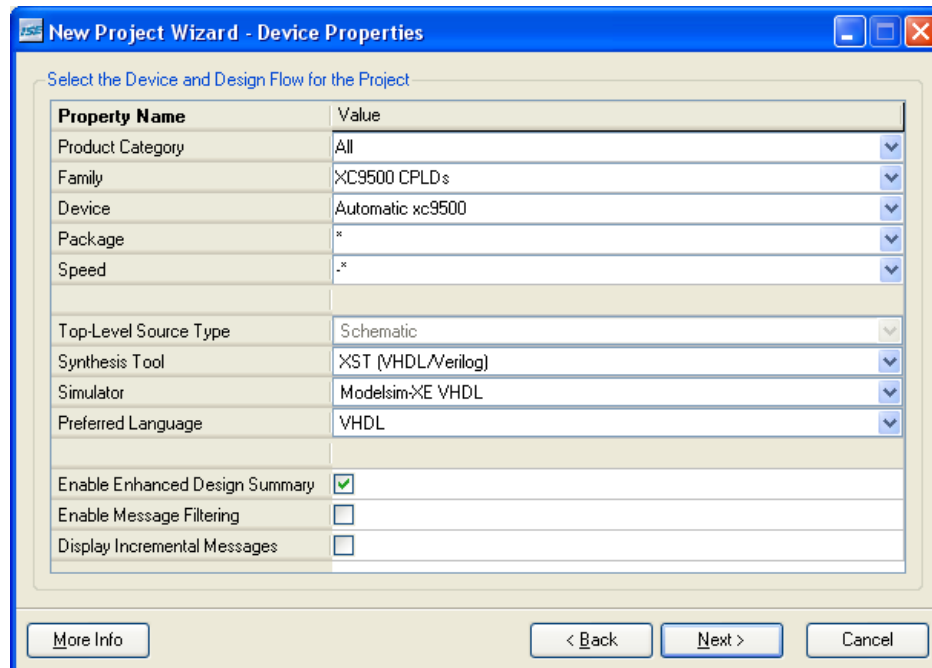 ISE New Project Wizard - Device Properties
Select the Device and Design Flow for the Project
Property Name Value
Product Category All
Family XC9500 CPLDs
Device Automatic xc9500
Package *
Speed -*
Top-Level Source Type Schematic
Synthesis Tool XST (VHDL/Verilog)
Simulator Modelsim-XE VHDL
Preferred Language VHDL
Enable Enhanced Design Summary
Enable Message Filtering
Display Incremental Messages
More Info < Back Next > Cancel